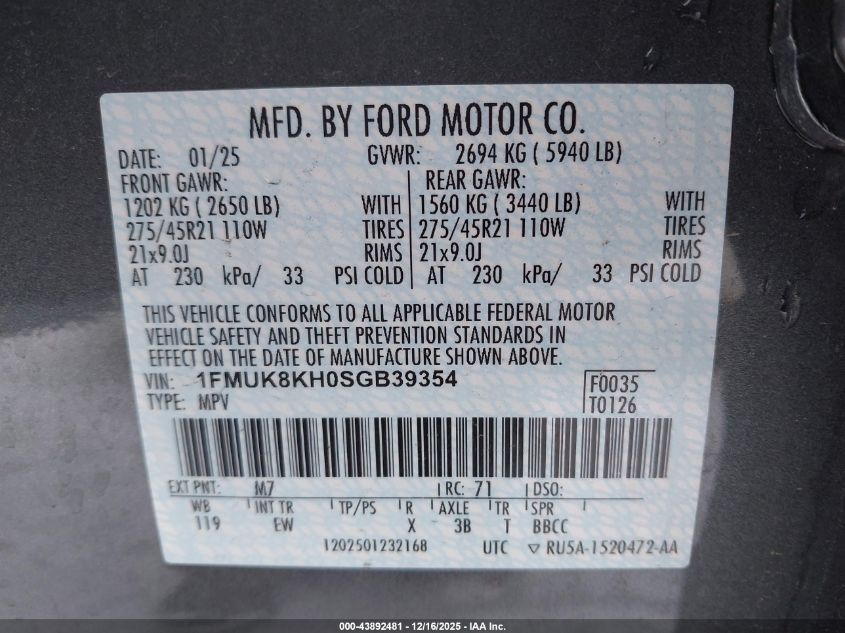 MFD. BY FORD MOTOR CO.
DATE: 01/25 GVWR: 2694 KG ( 5940 LB)
FRONT GAWR: REAR GAWR:
1202 KG ( 2650 LB) WITH 1560 KG ( 3440 LB) WITH
275/45R21 110W TIRES 275/45R21 110W TIRES
21x9.0J RIMS 21x9.0J RIMS
AT 230 kPa/ 33 PSI COLD AT 230 kPa/ 33 PSI COLD
THIS VEHICLE CONFORMS TO ALL APPLICABLE FEDERAL MOTOR
VEHICLE SAFETY AND THEFT PREVENTION STANDARDS IN
EFFECT ON THE DATE OF MANUFACTURE SHOWN ABOVE.
VIN: 1FMUK8KH0SGB39354 F0035
TYPE: MPV T0126
EXT PNT: M7 RC: 71 DSO:
WB INT TR TP/PS R AXLE TR SPR
119 EW X 3B T BBCC
1202501232168 UTC ▽ RU5A-1520472-AA
000-43892481 - 12/16/2025 - IAA Inc.